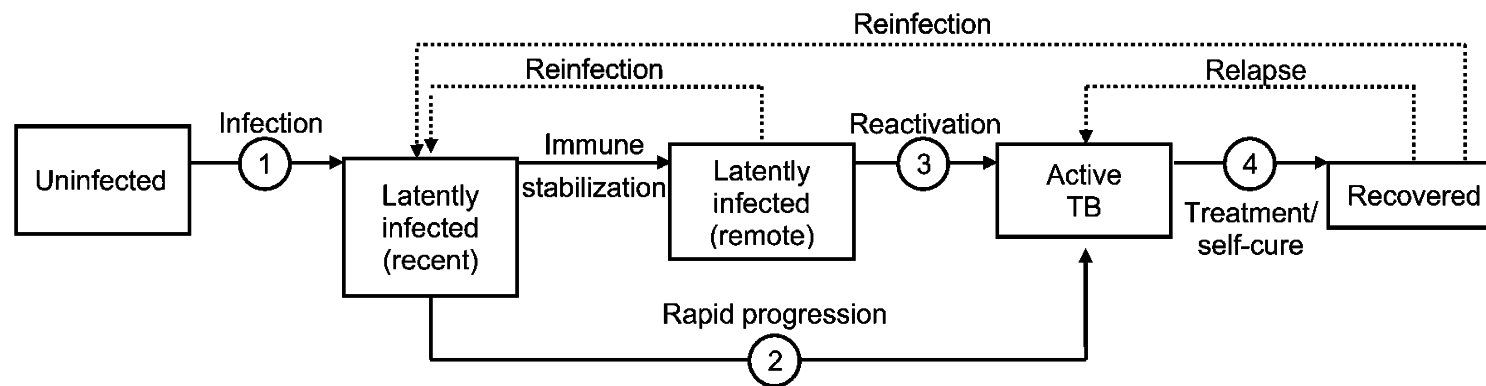 Reinfection
Reinfection
Relapse
Infection
1
Immune
stabilization
Reactivation
3
4
Uninfected
Latently
infected
(recent)
Latently
infected
(remote)
Active
TB
Treatment/
self-cure
Recovered
Rapid progression
2